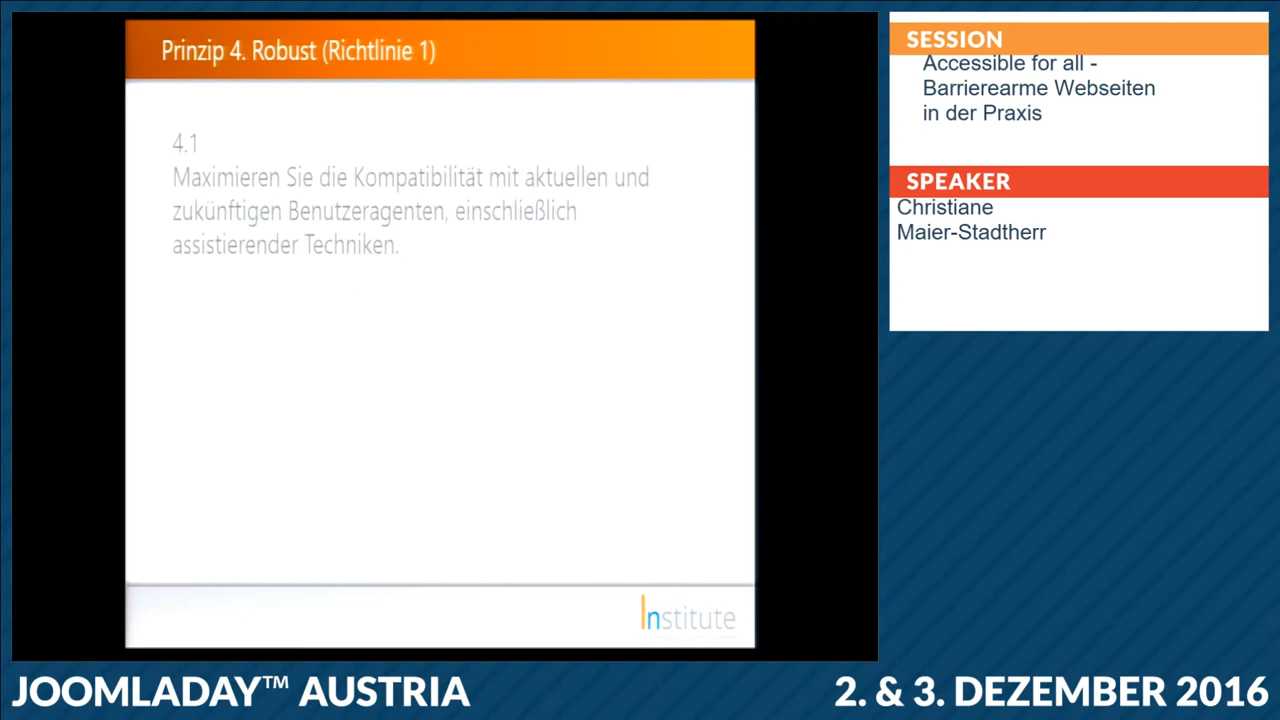 Prinzip 4. Robust (Richtlinie 1)
4.1
Maximieren Sie die Kompatibilität mit aktuellen und
zukünftigen Benutzeragenten, einschließlich
assistierender Techniken.
Institute
SESSION
Accessible for all -
Barrierearme Webseiten
in der Praxis
SPEAKER
Christiane
Maier-Stadtherr
JOOMLADAY™ AUSTRIA
2. & 3. DEZEMBER 2016